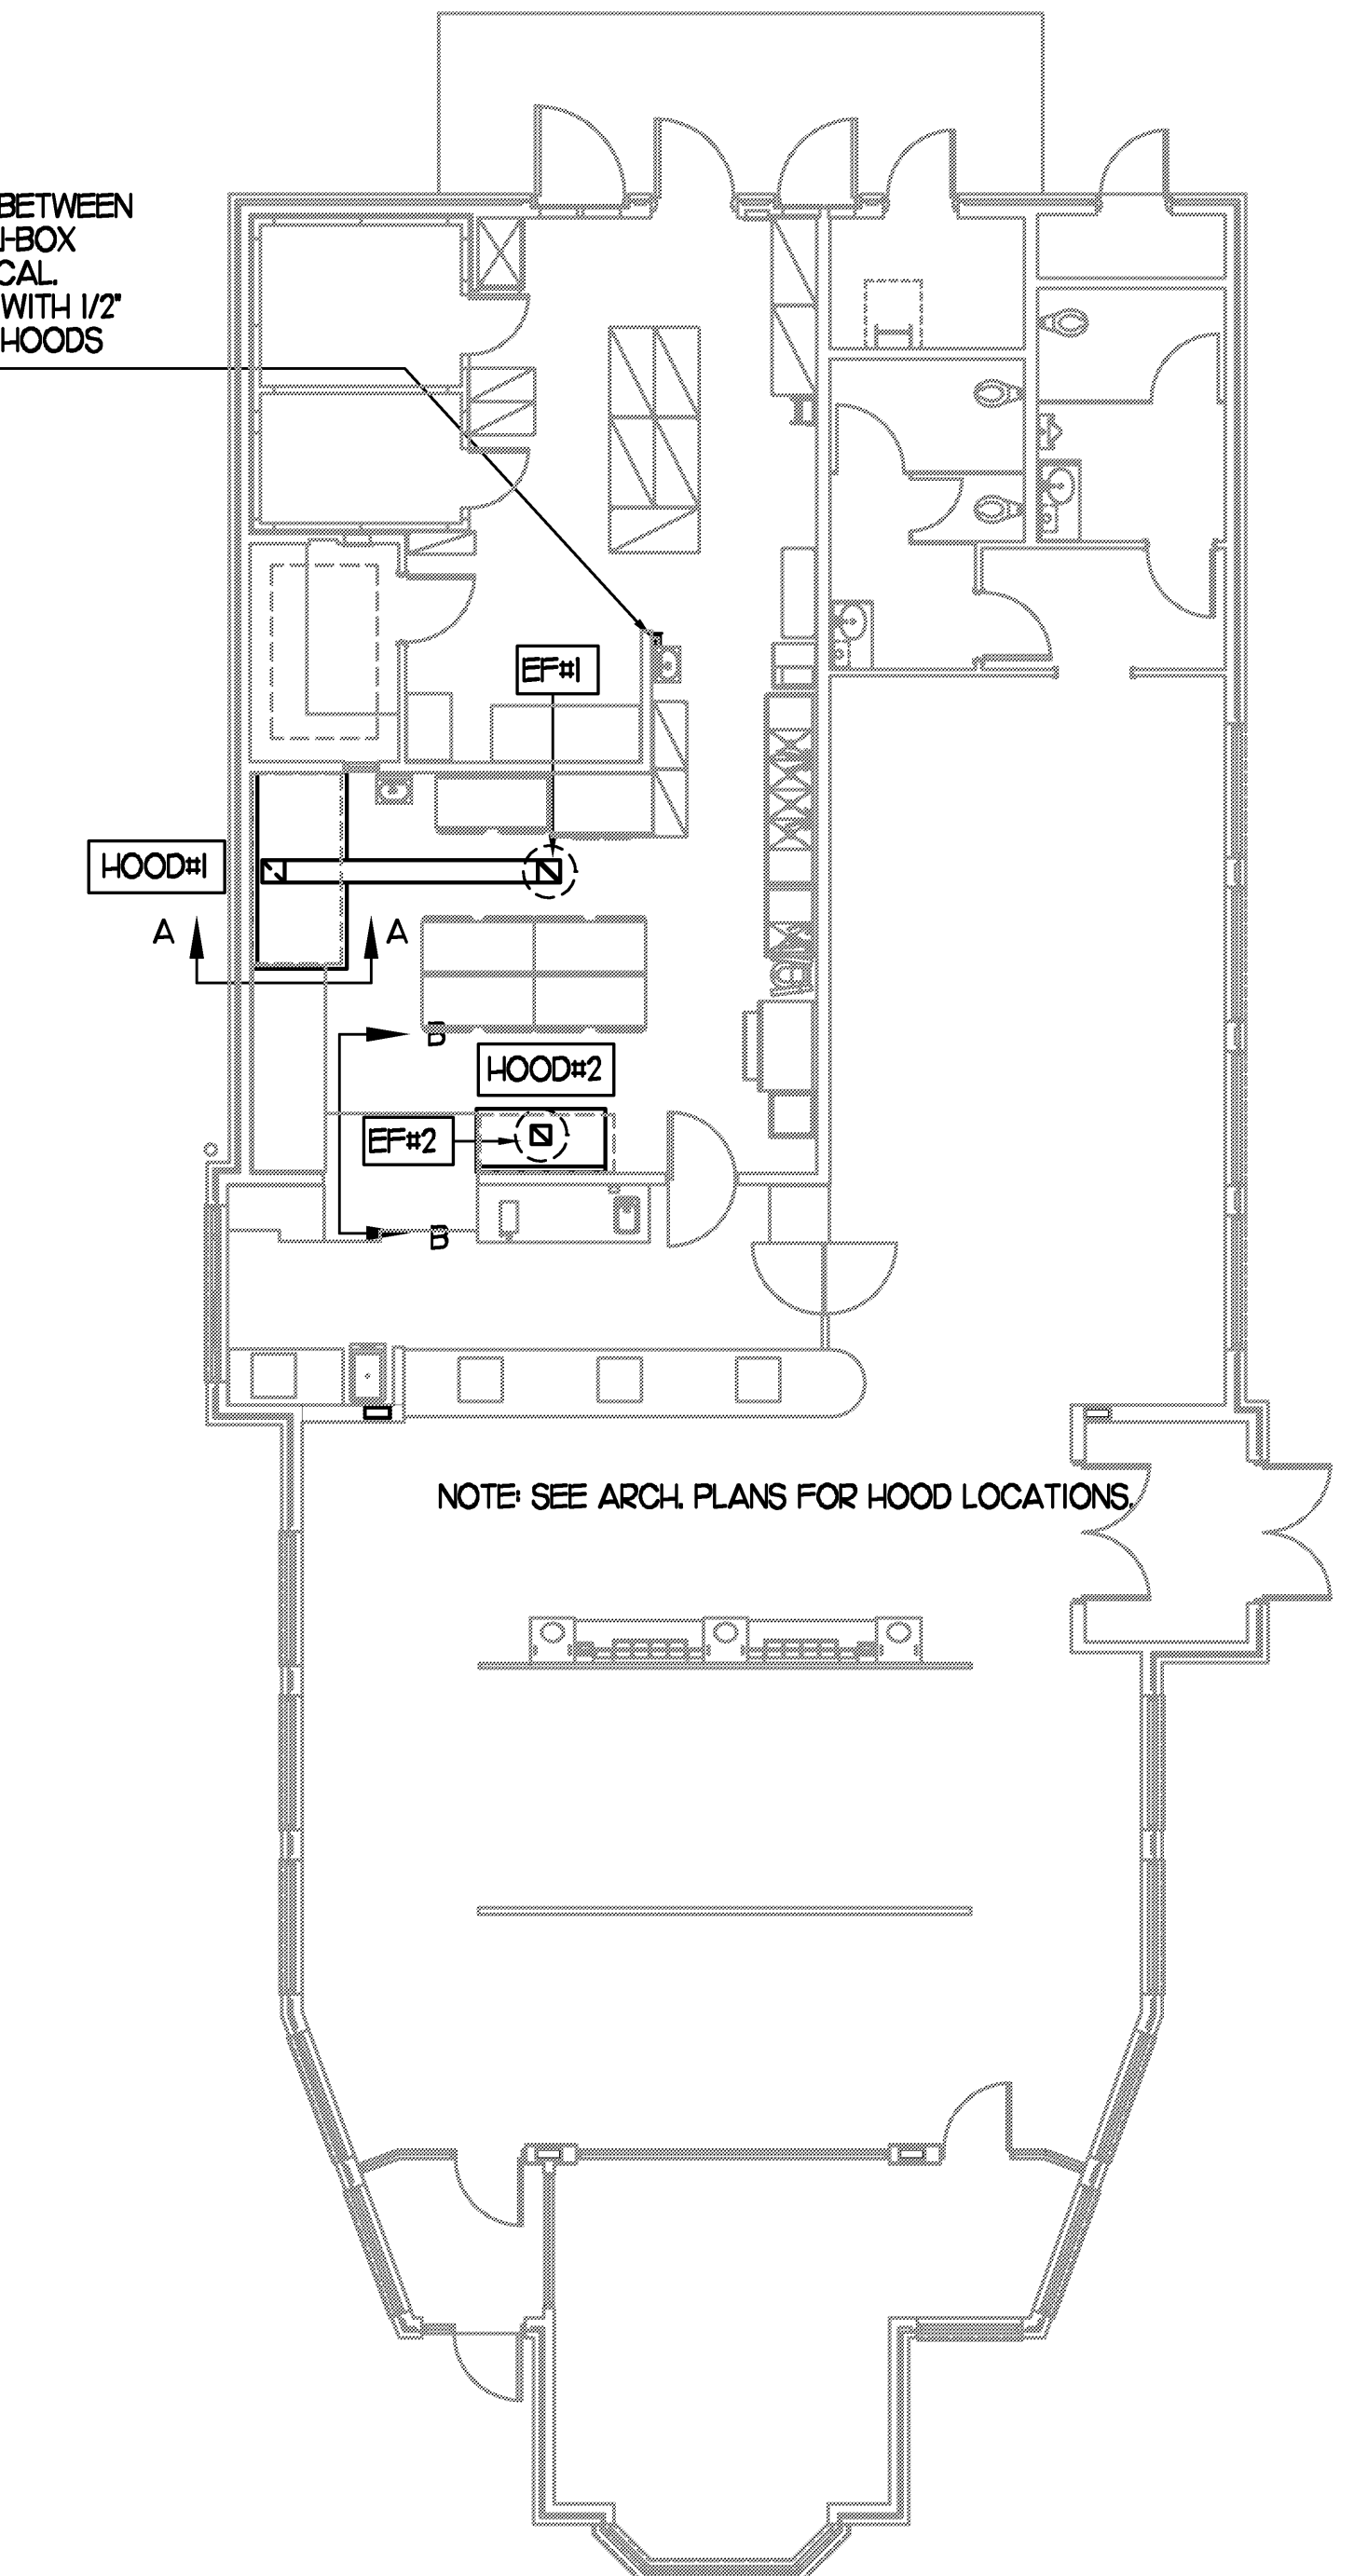 BETWEEN
J-BOX
CAL.
WITH 1/2"
HOODS
EF#1
HOOD#1
A
A
B
HOOD#2
EF#2
B
NOTE: SEE ARCH. PLANS FOR HOOD LOCATIONS.